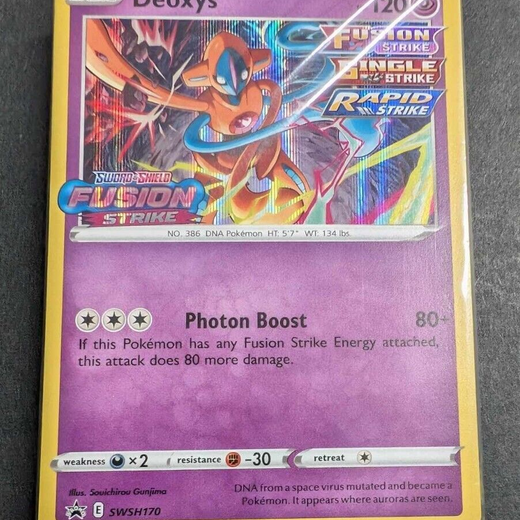 Deoxys 120
FUSION
STRIKE
SINGLE
STRIKE
RAPID
STRIKE
SWORD & SHIELD
FUSION
STRIKE
NO. 386 DNA Pokémon HT: 5'7" WT: 134 lbs.
Photon Boost 80+
If this Pokémon has any Fusion Strike Energy attached,
this attack does 80 more damage.
weakness ×2 resistance -30 retreat
Illus. Souichirou Gunjima
DNA from a space virus mutated and became a
Pokémon. It appears where auroras are seen.
E SWSH170